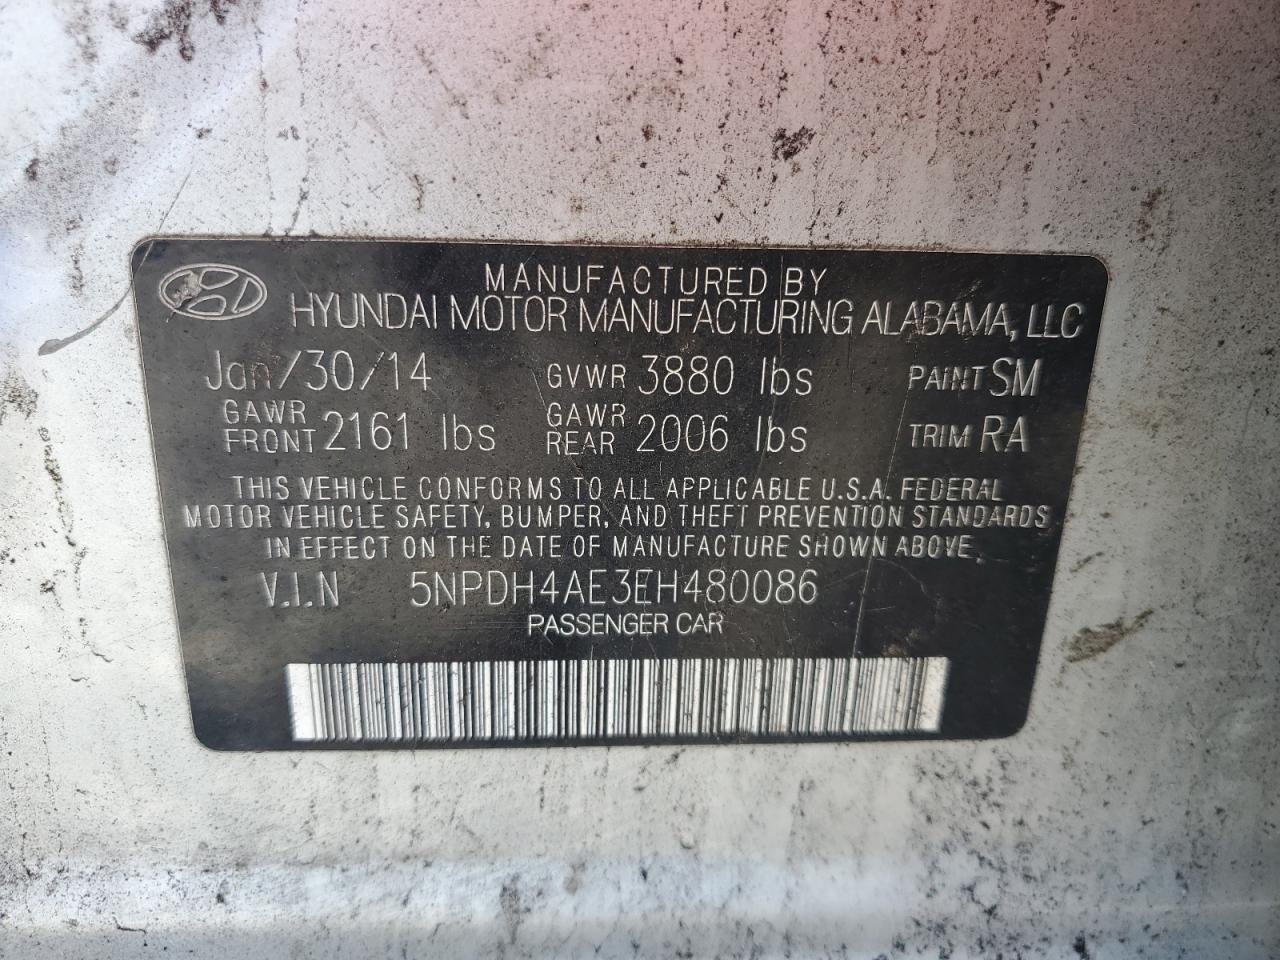 MANUFACTURED BY
HYUNDAI MOTOR MANUFACTURING ALABAMA, LLC
Jan/30/14 GVWR 3880 lbs PAINT SM
GAWR FRONT 2161 lbs GAWR REAR 2006 lbs TRIM RA
THIS VEHICLE CONFORMS TO ALL APPLICABLE U.S.A. FEDERAL
MOTOR VEHICLE SAFETY, BUMPER, AND THEFT PREVENTION STANDARDS
IN EFFECT ON THE DATE OF MANUFACTURE SHOWN ABOVE.
V.I.N 5NPDH4AE3EH480086
PASSENGER CAR